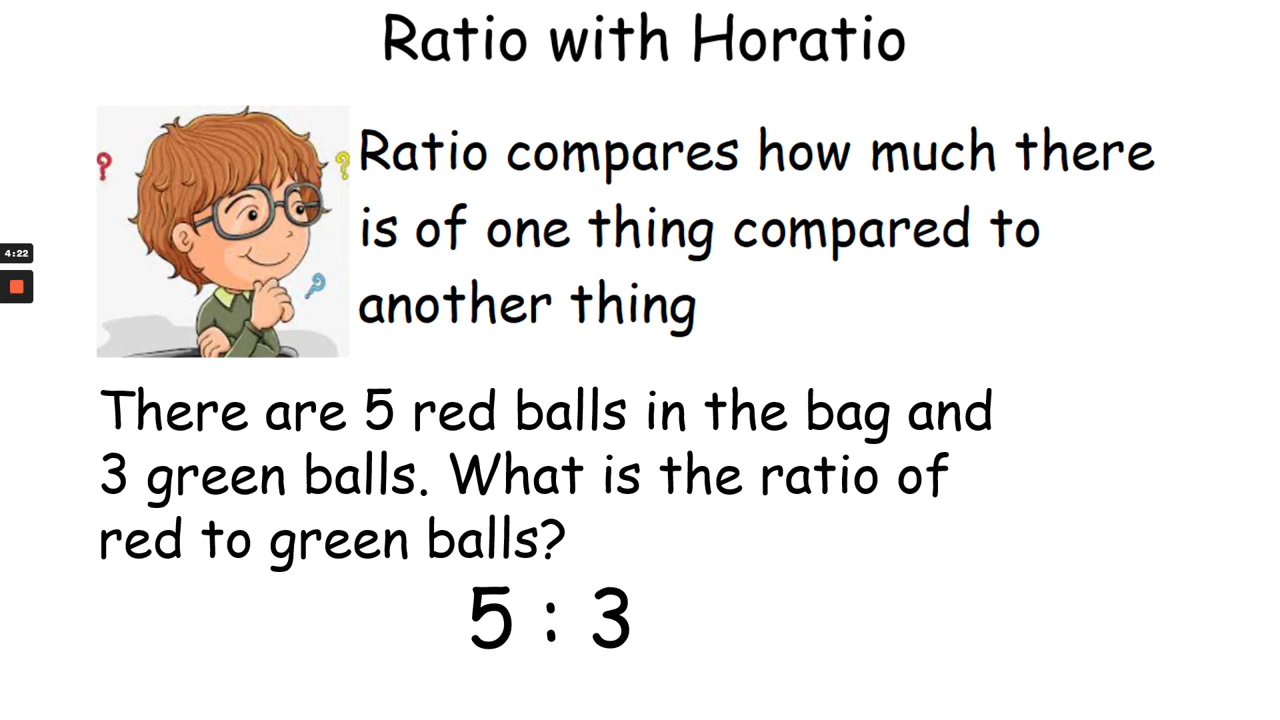 Ratio with Horatio
Ratio compares how much there
is of one thing compared to
another thing
4:22
There are 5 red balls in the bag and
3 green balls. What is the ratio of
red to green balls?
5 : 3